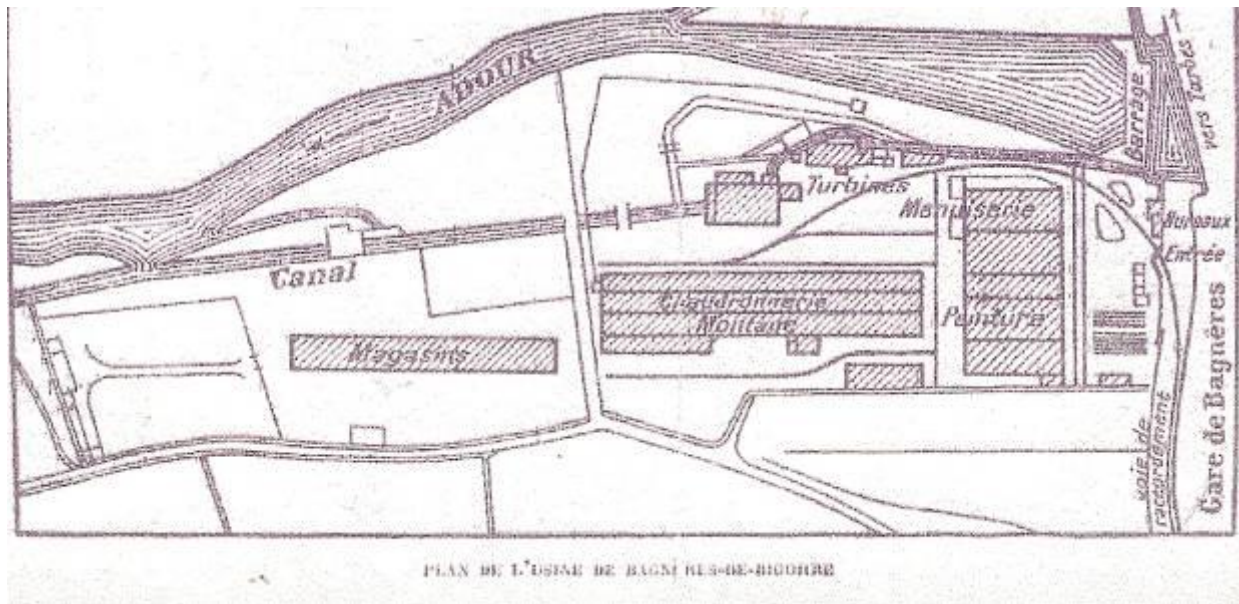 ADOUR
barrage
vers Tarbes
Turbines
Menuiserie
Bureaux
Entrée
Canal
Chaudronnerie
Montage
Peinture
Magasins
voie de
raccordement
Gare de Bagnères
PLAN DE L'USINE DE BAGNÈRES-DE-BIGORRE